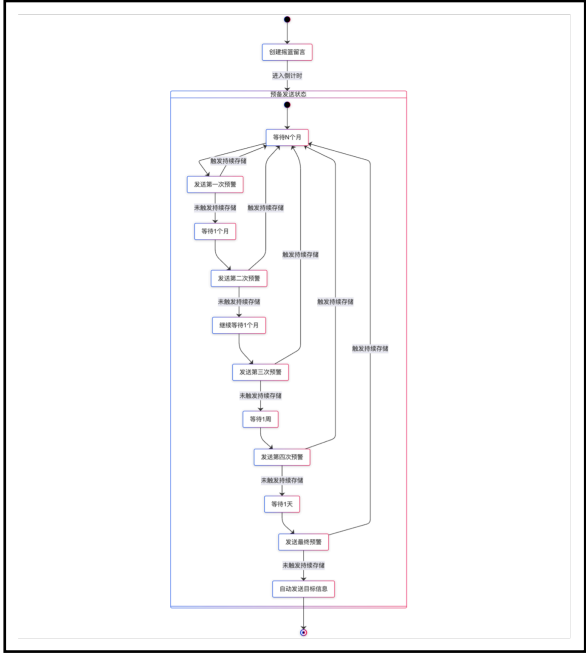 创建摇篮留言
进入倒计时
预备发送状态
等待N个月
触发持续存储
发送第一次预警
未触发持续存储
触发持续存储
等待1个月
触发持续存储
发送第二次预警
未触发持续存储
触发持续存储
继续等待1个月
触发持续存储
发送第三次预警
未触发持续存储
等待1周
发送第四次预警
未触发持续存储
等待1天
发送最终预警
未触发持续存储
自动发送目标信息